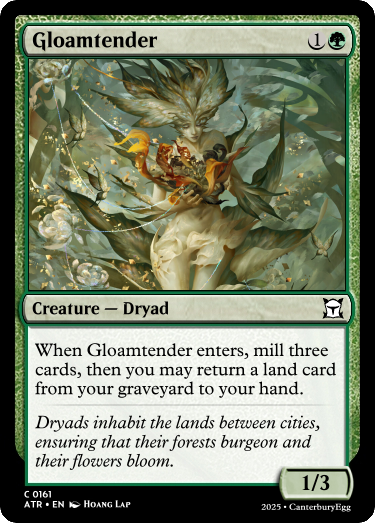 Gloamtender 1
Creature — Dryad
When Gloamtender enters, mill three
cards, then you may return a land card
from your graveyard to your hand.
Dryads inhabit the lands between cities,
ensuring that their forests burgeon and
their flowers bloom.
1/3
C 0161
ATR • EN Hoang Lap
2025 • CanterburyEgg